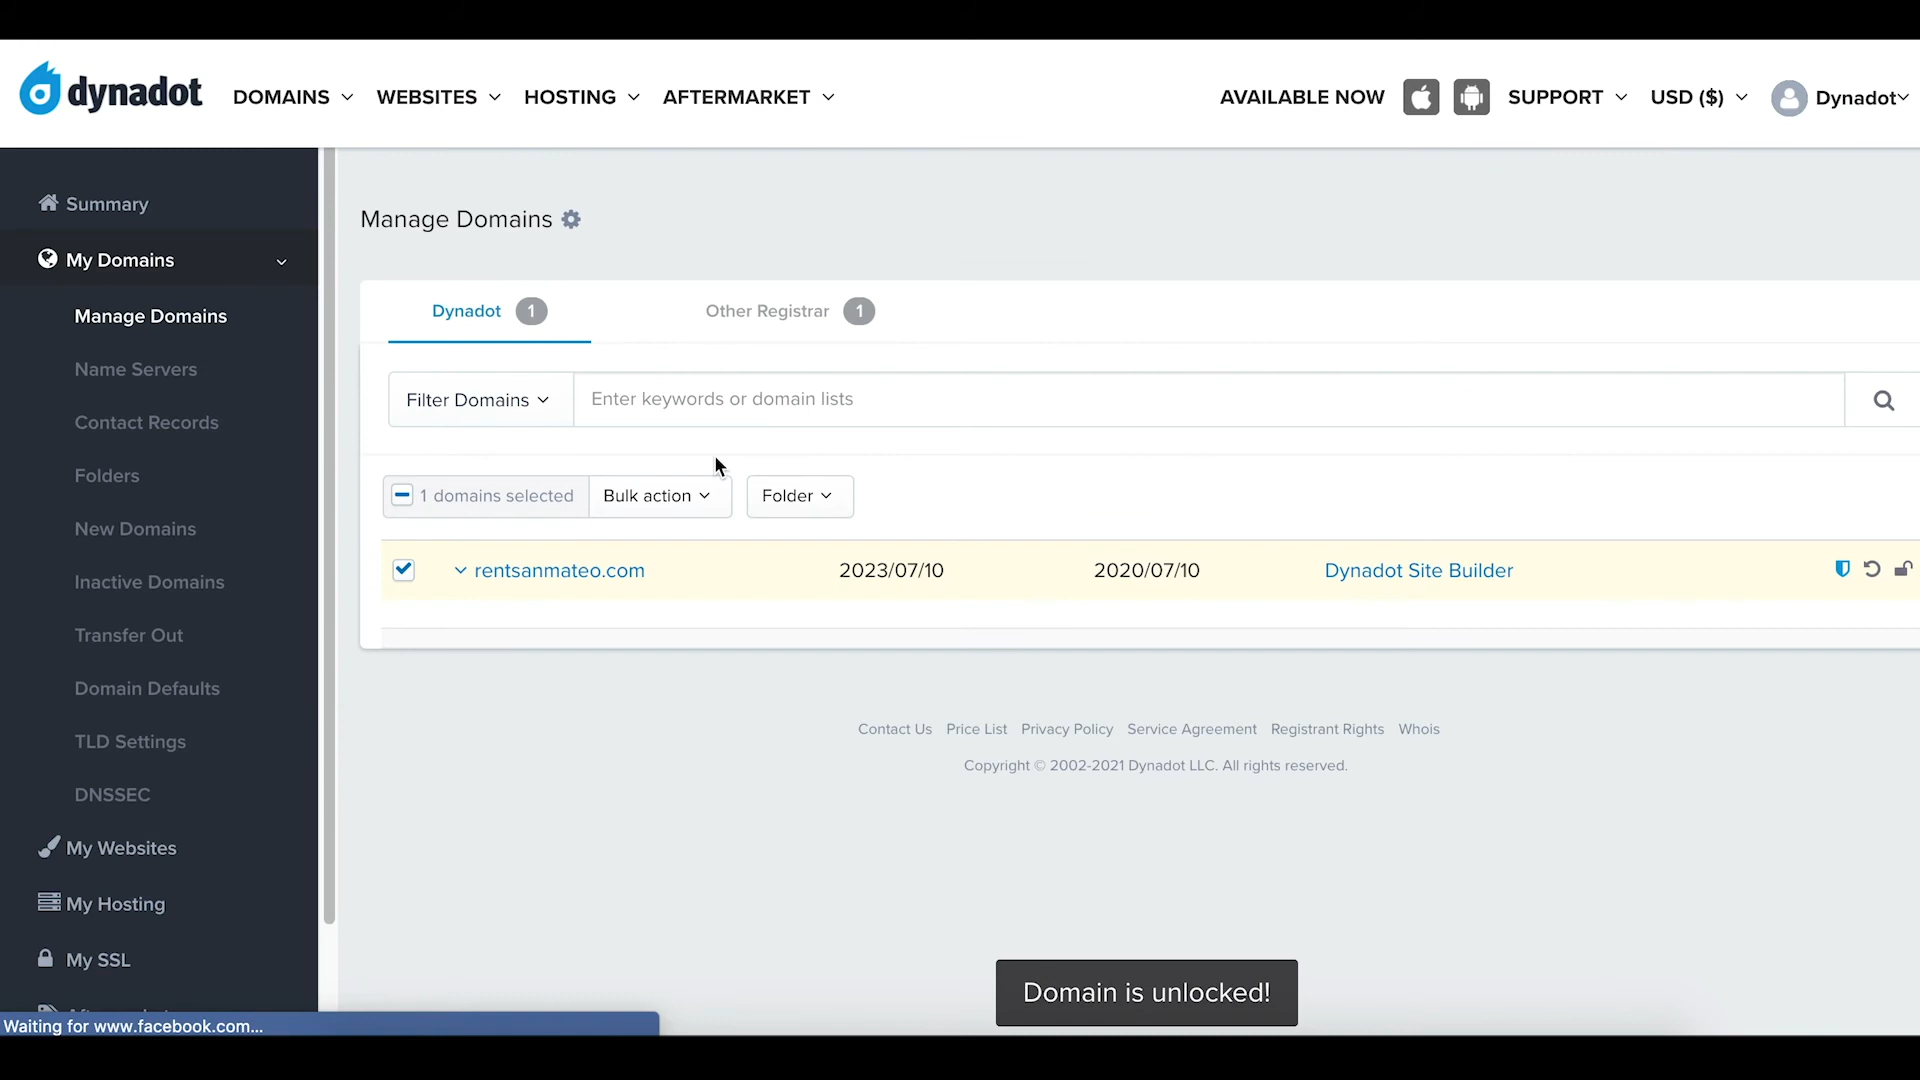 dynadot DOMAINS WEBSITES HOSTING AFTERMARKET AVAILABLE NOW SUPPORT USD ($) Dynadot
Summary
My Domains
Manage Domains
Name Servers
Contact Records
Folders
New Domains
Inactive Domains
Transfer Out
Domain Defaults
TLD Settings
DNSSEC
My Websites
My Hosting
My SSL
Manage Domains
Dynadot 1 Other Registrar 1
Filter Domains Enter keywords or domain lists
1 domains selected Bulk action Folder
rentsanmateo.com 2023/07/10 2020/07/10 Dynadot Site Builder
Contact Us Price List Privacy Policy Service Agreement Registrant Rights Whois
Copyright © 2002-2021 Dynadot LLC. All rights reserved.
Domain is unlocked!
Waiting for www.facebook.com...